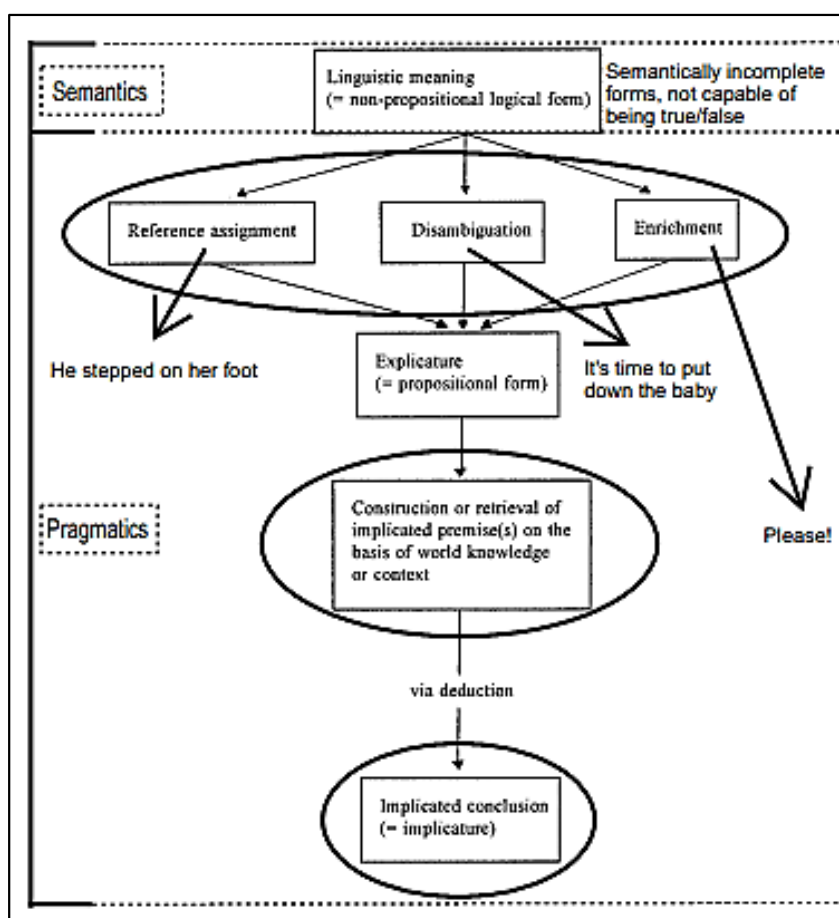 Semantics
Linguistic meaning
(= non-propositional logical form)
Semantically incomplete
forms, not capable of
being true/false
Reference assignment
Disambiguation
Enrichment
He stepped on her foot
Explicature
(= propositional form)
It's time to put
down the baby
Pragmatics
Construction or retrieval of
implicated premise(s) on the
basis of world knowledge
or context
Please!
via deduction
Implicated conclusion
(= implicature)